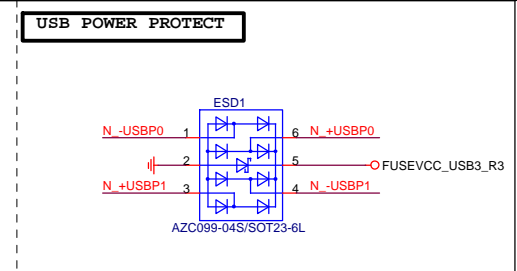 USB POWER PROTECT
ESD1
N_-USBP0 1 6 N_+USBP0
2 5 FUSEVCC_USB3_R3
N_+USBP1 3 4 N_-USBP1
AZC099-04S/SOT23-6L